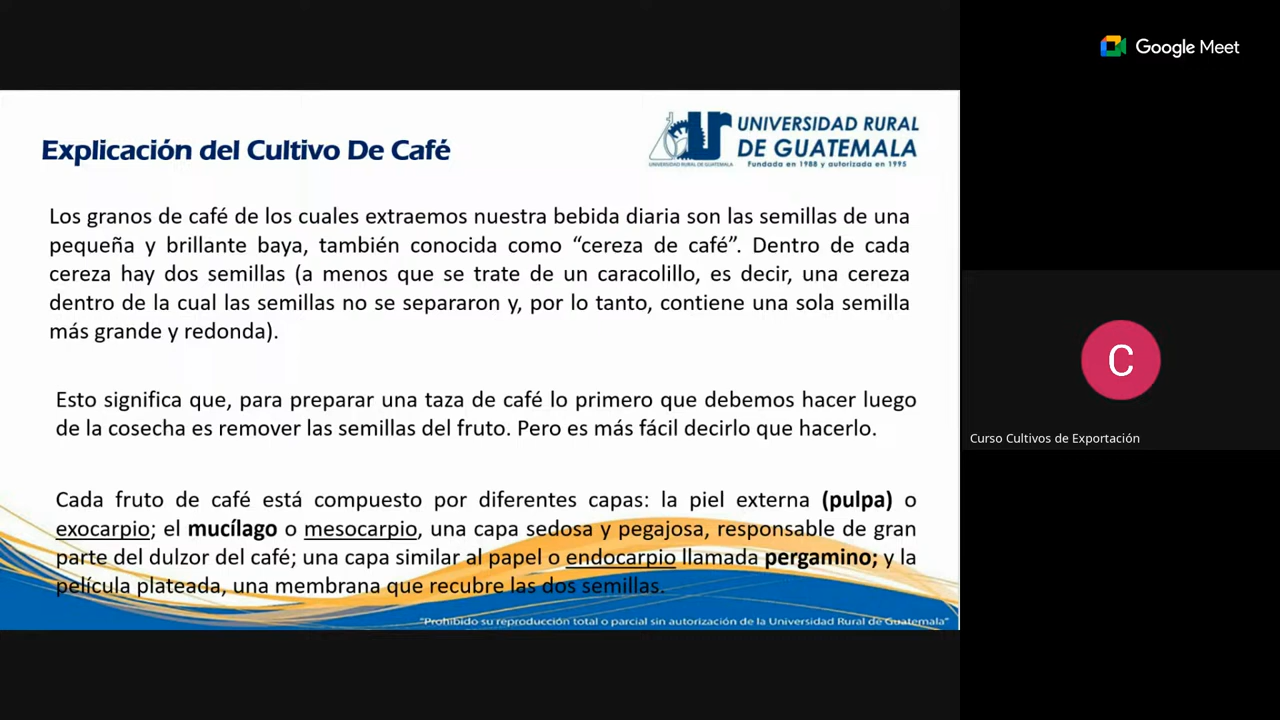 Google Meet
Explicación del Cultivo De Café
UNIVERSIDAD RURAL
DE GUATEMALA
Fundada en 1988 y autorizada en 1995
UNIVERSIDAD RURAL DE GUATEMALA
Los granos de café de los cuales extraemos nuestra bebida diaria son las semillas de una
pequeña y brillante baya, también conocida como “cereza de café”. Dentro de cada
cereza hay dos semillas (a menos que se trate de un caracolillo, es decir, una cereza
dentro de la cual las semillas no se separaron y, por lo tanto, contiene una sola semilla
más grande y redonda).
Esto significa que, para preparar una taza de café lo primero que debemos hacer luego
de la cosecha es remover las semillas del fruto. Pero es más fácil decirlo que hacerlo.
Cada fruto de café está compuesto por diferentes capas: la piel externa (pulpa) o
exocarpio; el mucílago o mesocarpio, una capa sedosa y pegajosa, responsable de gran
parte del dulzor del café; una capa similar al papel o endocarpio llamada pergamino; y la
película plateada, una membrana que recubre las dos semillas.
"Prohibido su reproducción total o parcial sin autorización de la Universidad Rural de Guatemala"
C
Curso Cultivos de Exportación